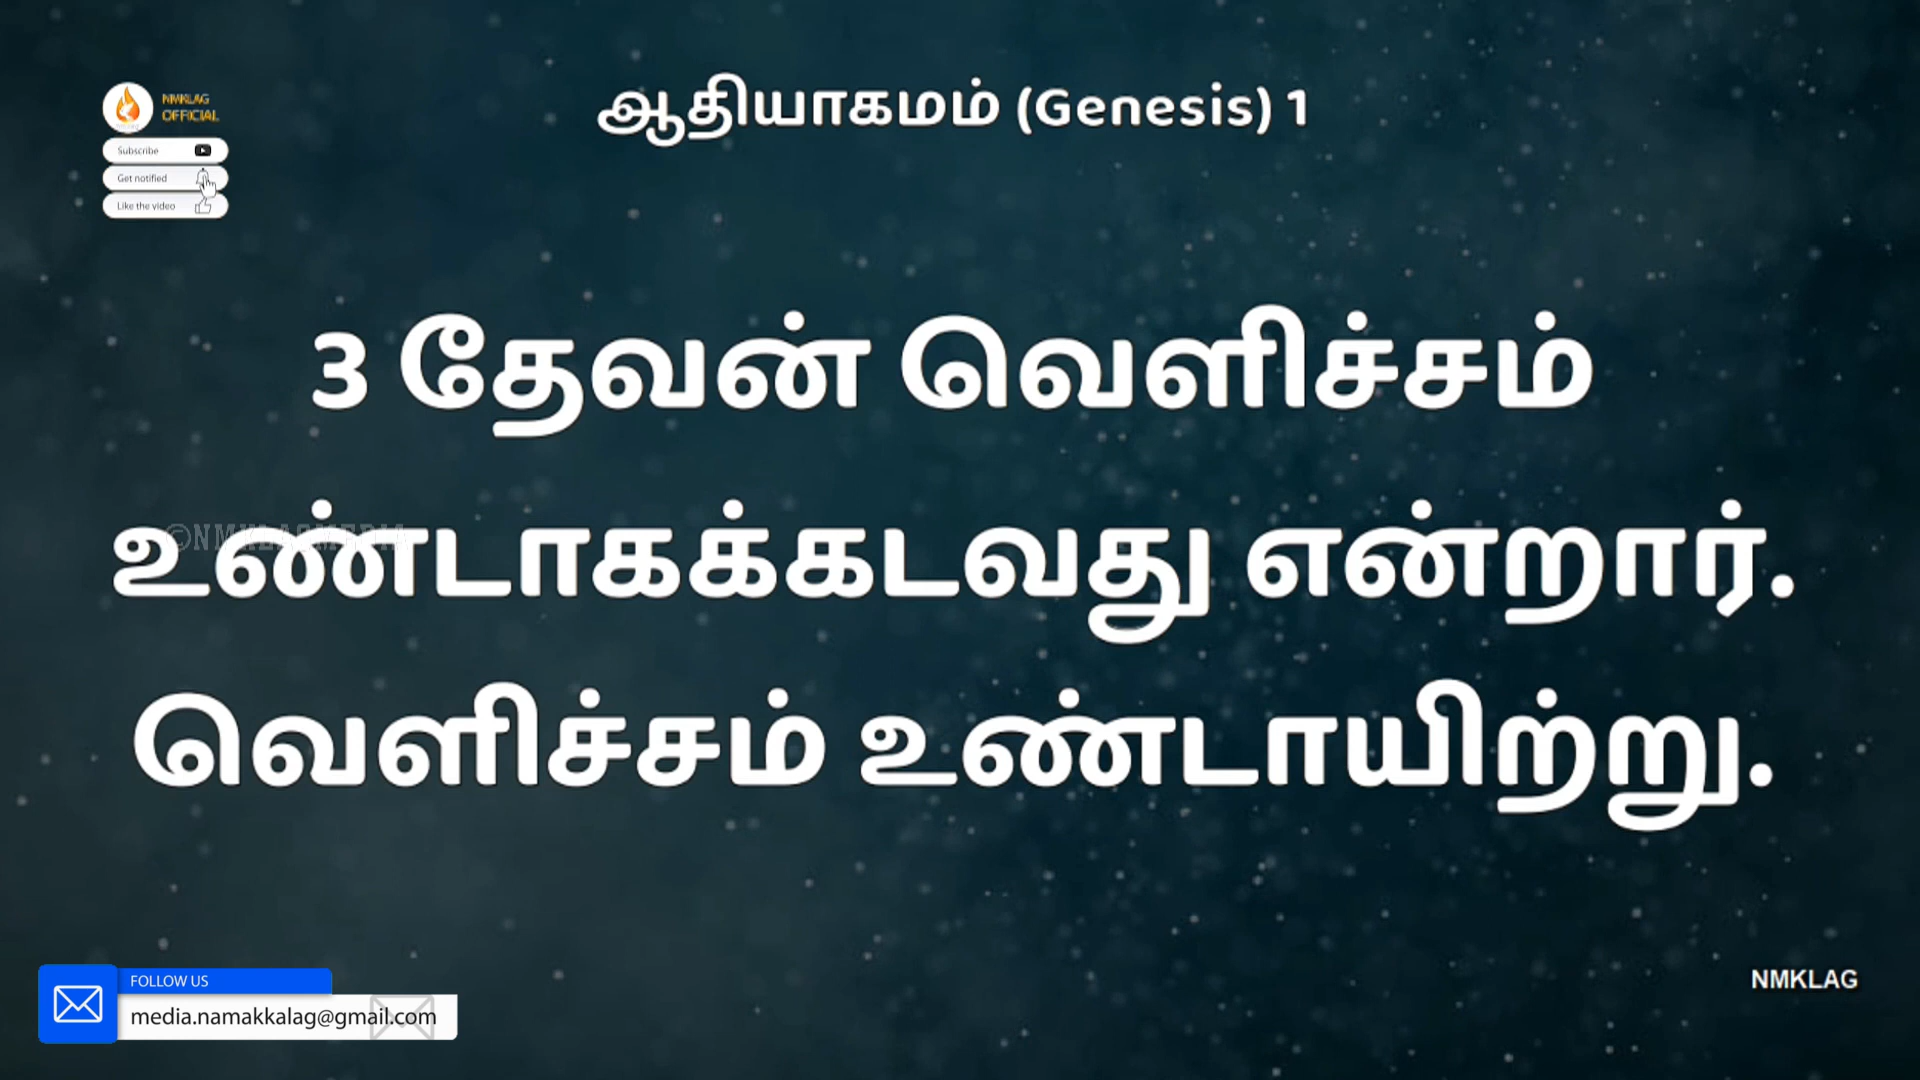 ஆதியாகமம் (Genesis) 1
NMKLAG
OFFICIAL
Subscribe
Get notified
Like the video
3 தேவன் வெளிச்சம்
உண்டாகக்கடவது என்றார்.
©NMKLAGMEDIA
வெளிச்சம் உண்டாயிற்று.
FOLLOW US
media.namakkalag@gmail.com
NMKLAG